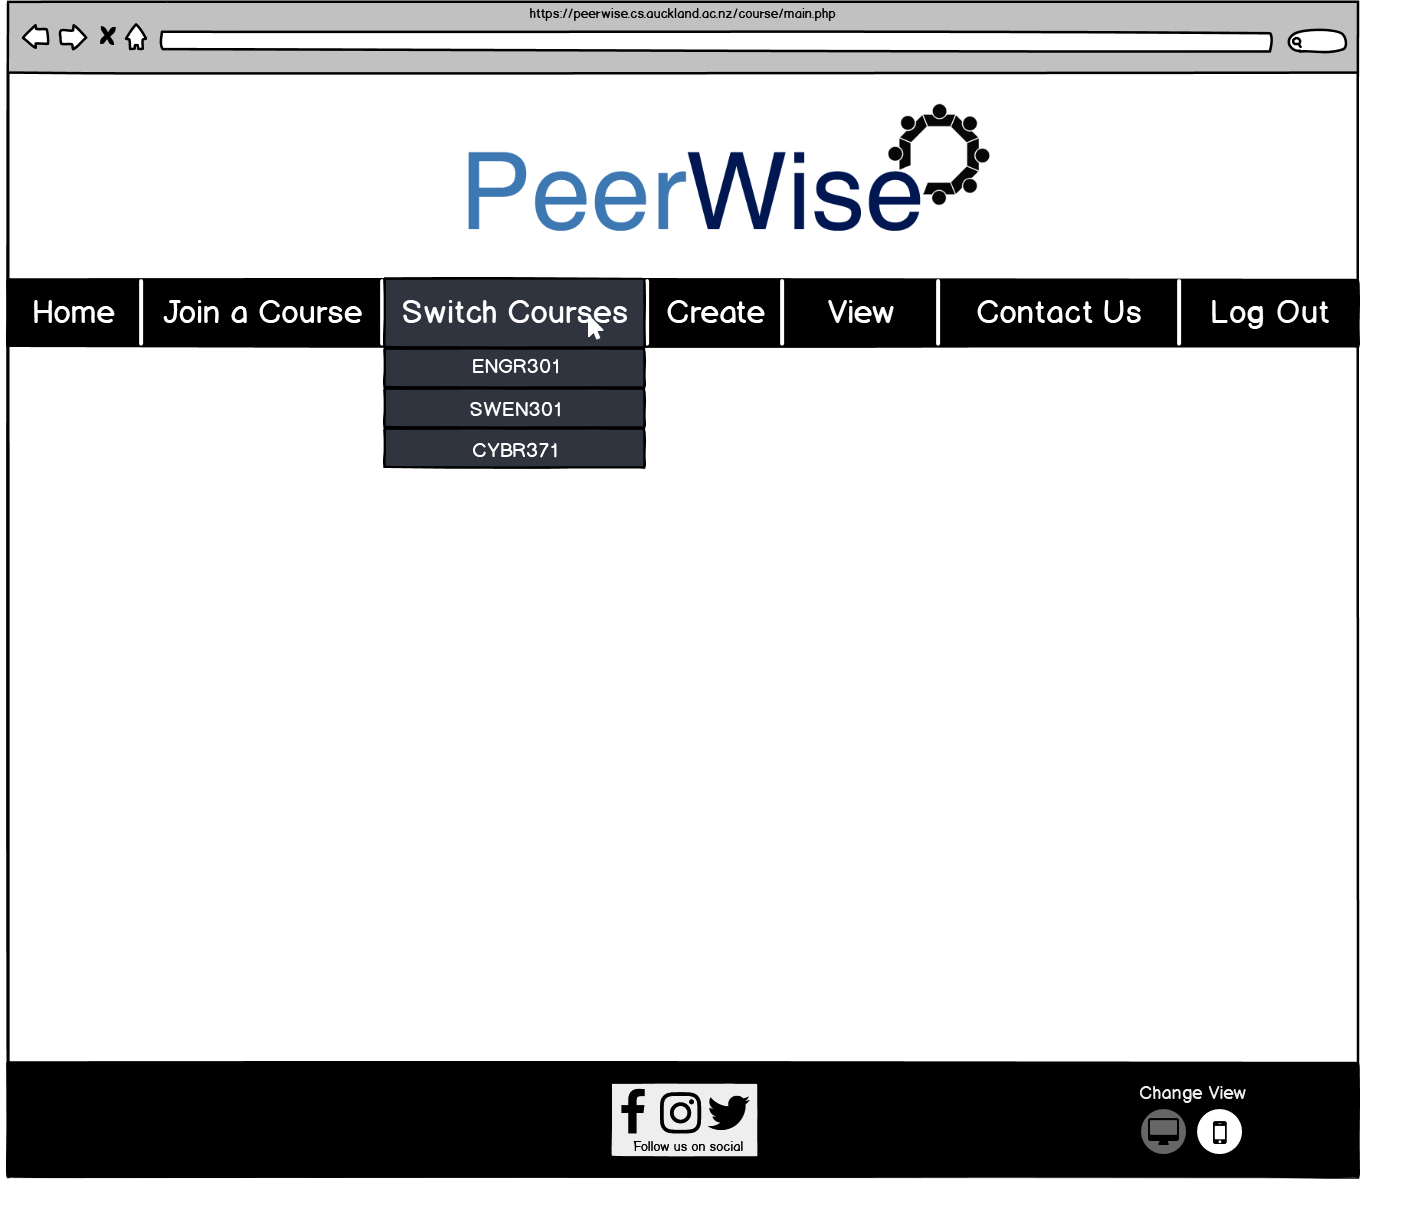 https://peerwise.cs.auckland.ac.nz/course/main.php
PeerWise
Home Join a Course Switch Courses Create View Contact Us Log Out
ENGR301
SWEN301
CYBR371
Change View
Follow us on social